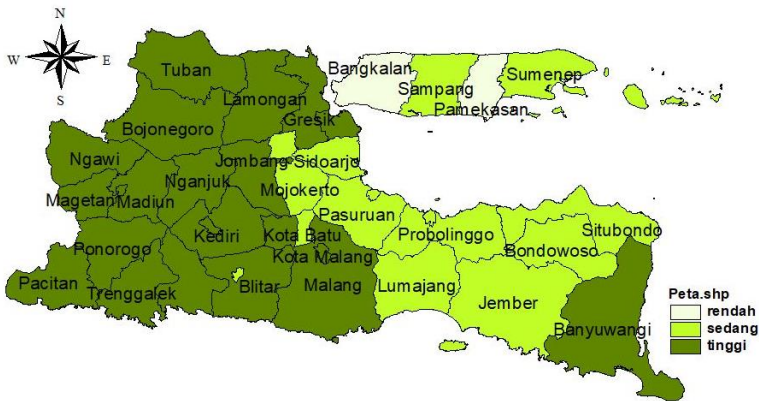 N
W E
S
Tuban
Bangkalan
Sumenep
Sampang
Lamongan
Pamekasan
Gresik
Bojonegoro
Ngawi
Jombang
Sidoarjo
Nganjuk
Mojokerto
Magetan
Madiun
Pasuruan
Situbondo
Kediri
Kota Batu
Probolinggo
Ponorogo
Bondowoso
Kota Malang
Pacitan
Trenggalek
Blitar
Malang
Lumajang
Jember
Banyuwangi
Peta.shp
rendah
sedang
tinggi